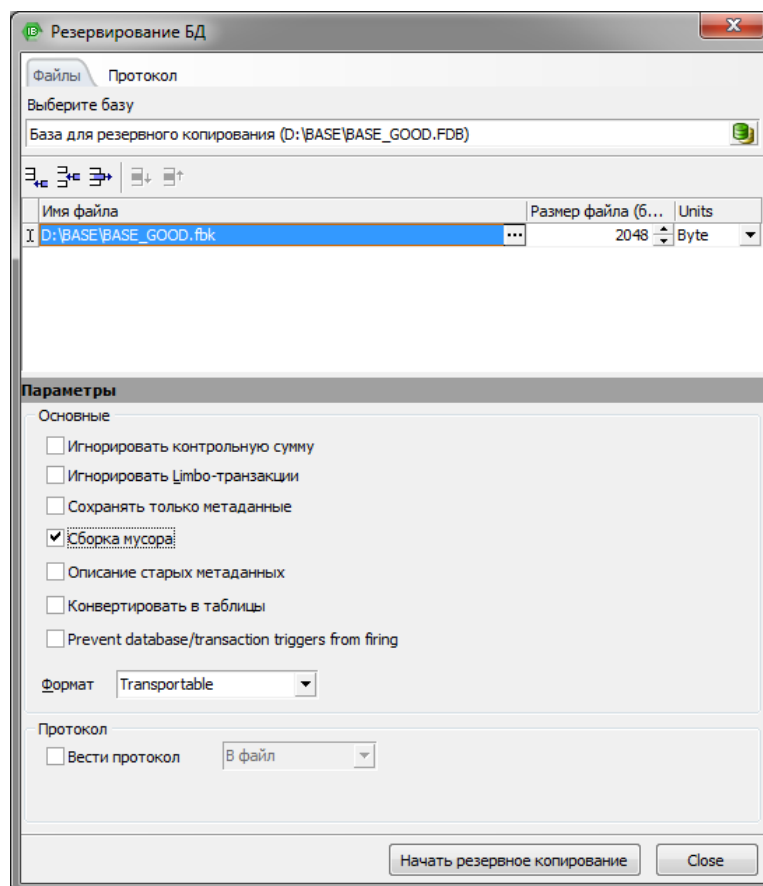 Резервирование БД
Файлы Протокол
Выберите базу
База для резервного копирования (D:\BASE\BASE_GOOD.FDB)
Имя файла Размер файла (б... Units
D:\BASE\BASE_GOOD.fbk ... 2048 Byte
Параметры
Основные
Игнорировать контрольную сумму
Игнорировать Limbo-транзакции
Сохранять только метаданные
Сборка мусора
Описание старых метаданных
Конвертировать в таблицы
Prevent database/transaction triggers from firing
Формат Transportable
Протокол
Вести протокол В файл
Начать резервное копирование Close